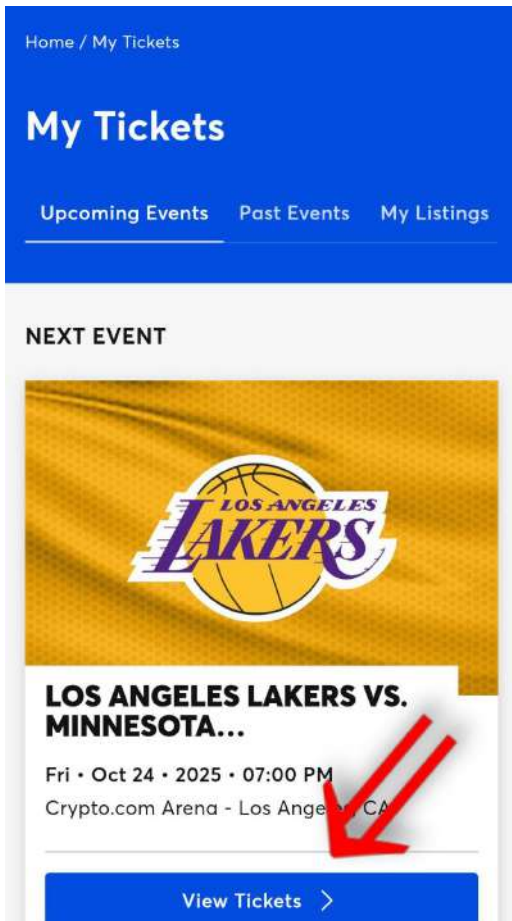 Home / My Tickets
My Tickets
Upcoming Events Past Events My Listings
NEXT EVENT
LOS ANGELES
LAKERS
LOS ANGELES LAKERS VS.
MINNESOTA...
Fri • Oct 24 • 2025 • 07:00 PM
Crypto.com Arena - Los Angeles, CA
View Tickets >